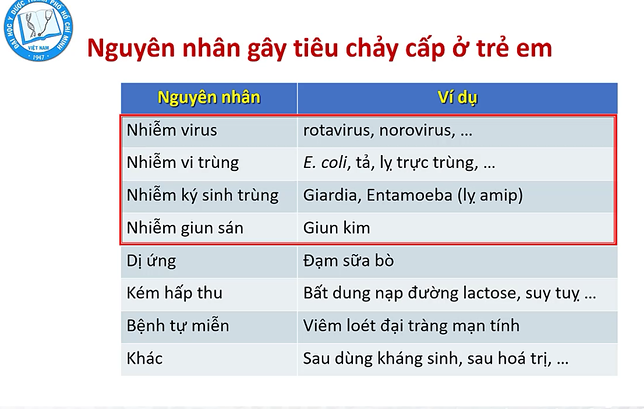 ĐẠI HỌC Y DƯỢC THÀNH PHỐ HỒ CHÍ MINH
VIỆT NAM
1947
Nguyên nhân gây tiêu chảy cấp ở trẻ em
Nguyên nhân Ví dụ
Nhiễm virus rotavirus, norovirus, ...
Nhiễm vi trùng E. coli, tả, lỵ trực trùng, ...
Nhiễm ký sinh trùng Giardia, Entamoeba (lỵ amip)
Nhiễm giun sán Giun kim
Dị ứng Đạm sữa bò
Kém hấp thu Bất dung nạp đường lactose, suy tuỵ ...
Bệnh tự miễn Viêm loét đại tràng mạn tính
Khác Sau dùng kháng sinh, sau hoá trị, ...